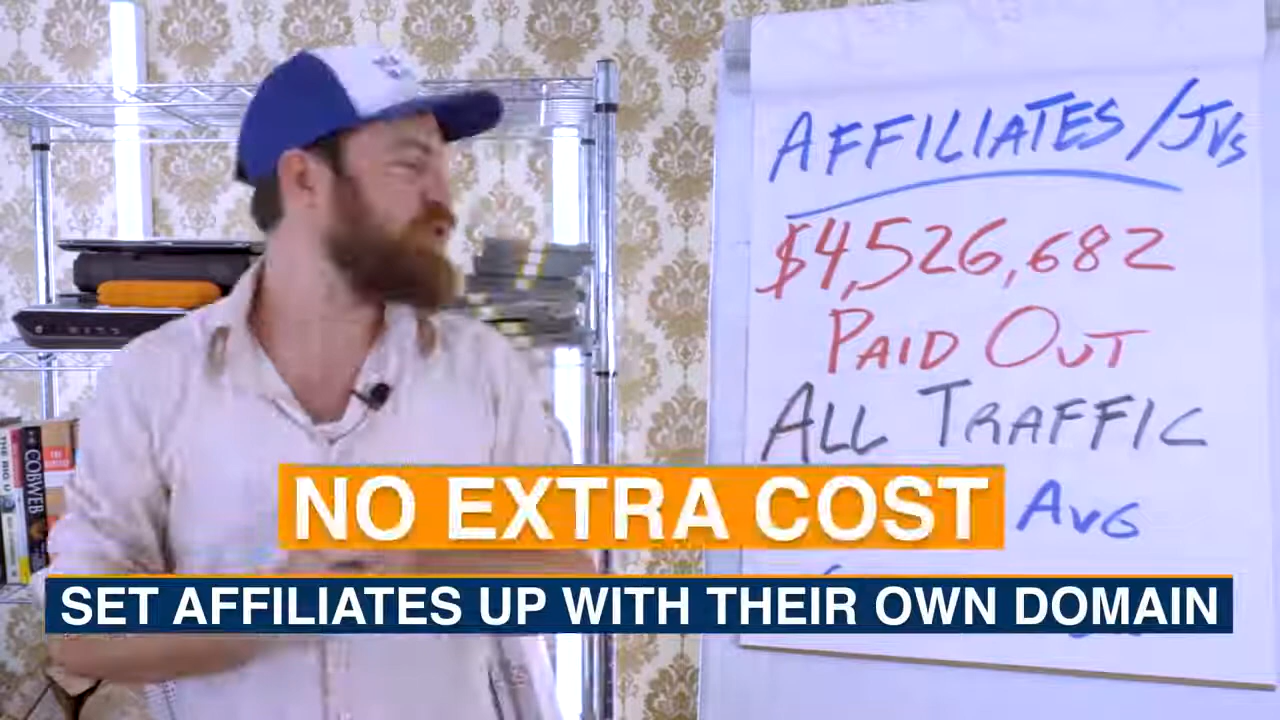 AFFILIATES/JVs
$4,526,682
PAID OUT
ALL TRAFFIC
AVG
NO EXTRA COST
SET AFFILIATES UP WITH THEIR OWN DOMAIN
COBWEB
THE BIG